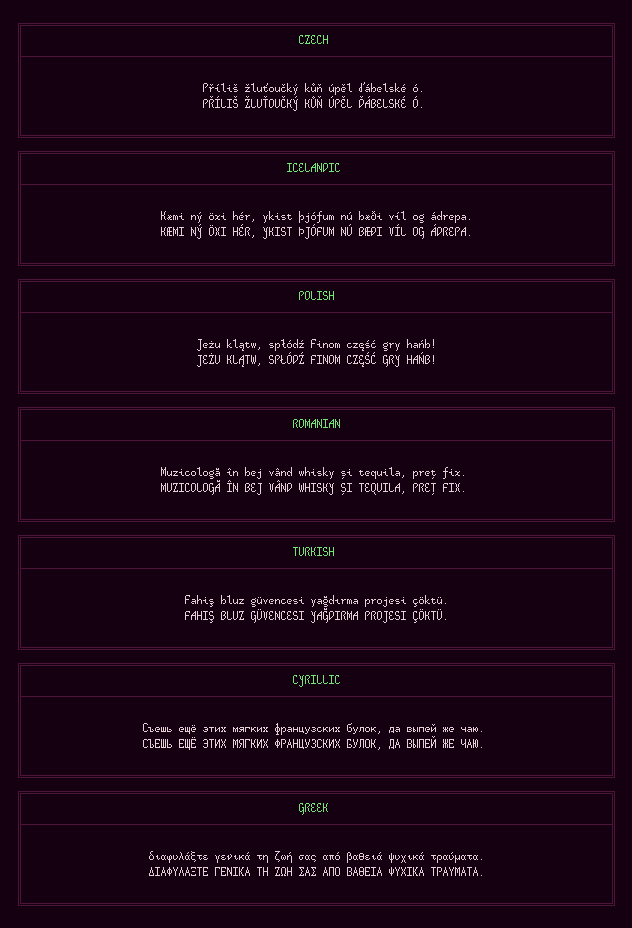 CZECH
Příliš žluťoučký kůň úpěl ďábelské ó.
PŘÍLIŠ ŽLUŤOUČKÝ KŮŇ ÚPĚL ĎÁBELSKÉ Ó.
ICELANDIC
Kæmi ný öxi hér, ykist þjófum nú bæði víl og ádrepa.
KÆMI NÝ ÖXI HÉR, YKIST ÞJÓFUM NÚ BÆÐI VÍL OG ÁDREPA.
POLISH
Jeżu klątw, spłódź Finom część gry hańb!
JEŻU KLĄTW, SPŁÓDŹ FINOM CZĘŚĆ GRY HAŃB!
ROMANIAN
Muzicologă în bej vând whisky și tequila, preț fix.
MUZICOLOGĂ ÎN BEJ VÂND WHISKY ȘI TEQUILA, PREȚ FIX.
TURKISH
Fahiş bluz güvencesi yağdırma projesi çöktü.
FAHIŞ BLUZ GÜVENCESI YAĞDIRMA PROJESI ÇÖKTÜ.
CYRILLIC
Съешь ещё этих мягких французских булок, да выпей же чаю.
СЪЕШЬ ЕЩЁ ЭТИХ МЯГКИХ ФРАНЦУЗСКИХ БУЛОК, ДА ВЫПЕЙ ЖЕ ЧАЮ.
GREEK
διαφυλάξτε γενικά τη ζωή σας από βαθειά ψυχικά τραύματα.
ΔΙΑΦΥΛΑΞΤΕ ΓΕΝΙΚΑ ΤΗ ΖΩΗ ΣΑΣ ΑΠΟ ΒΑΘΕΙΑ ΨΥΧΙΚΑ ΤΡΑΥΜΑΤΑ.